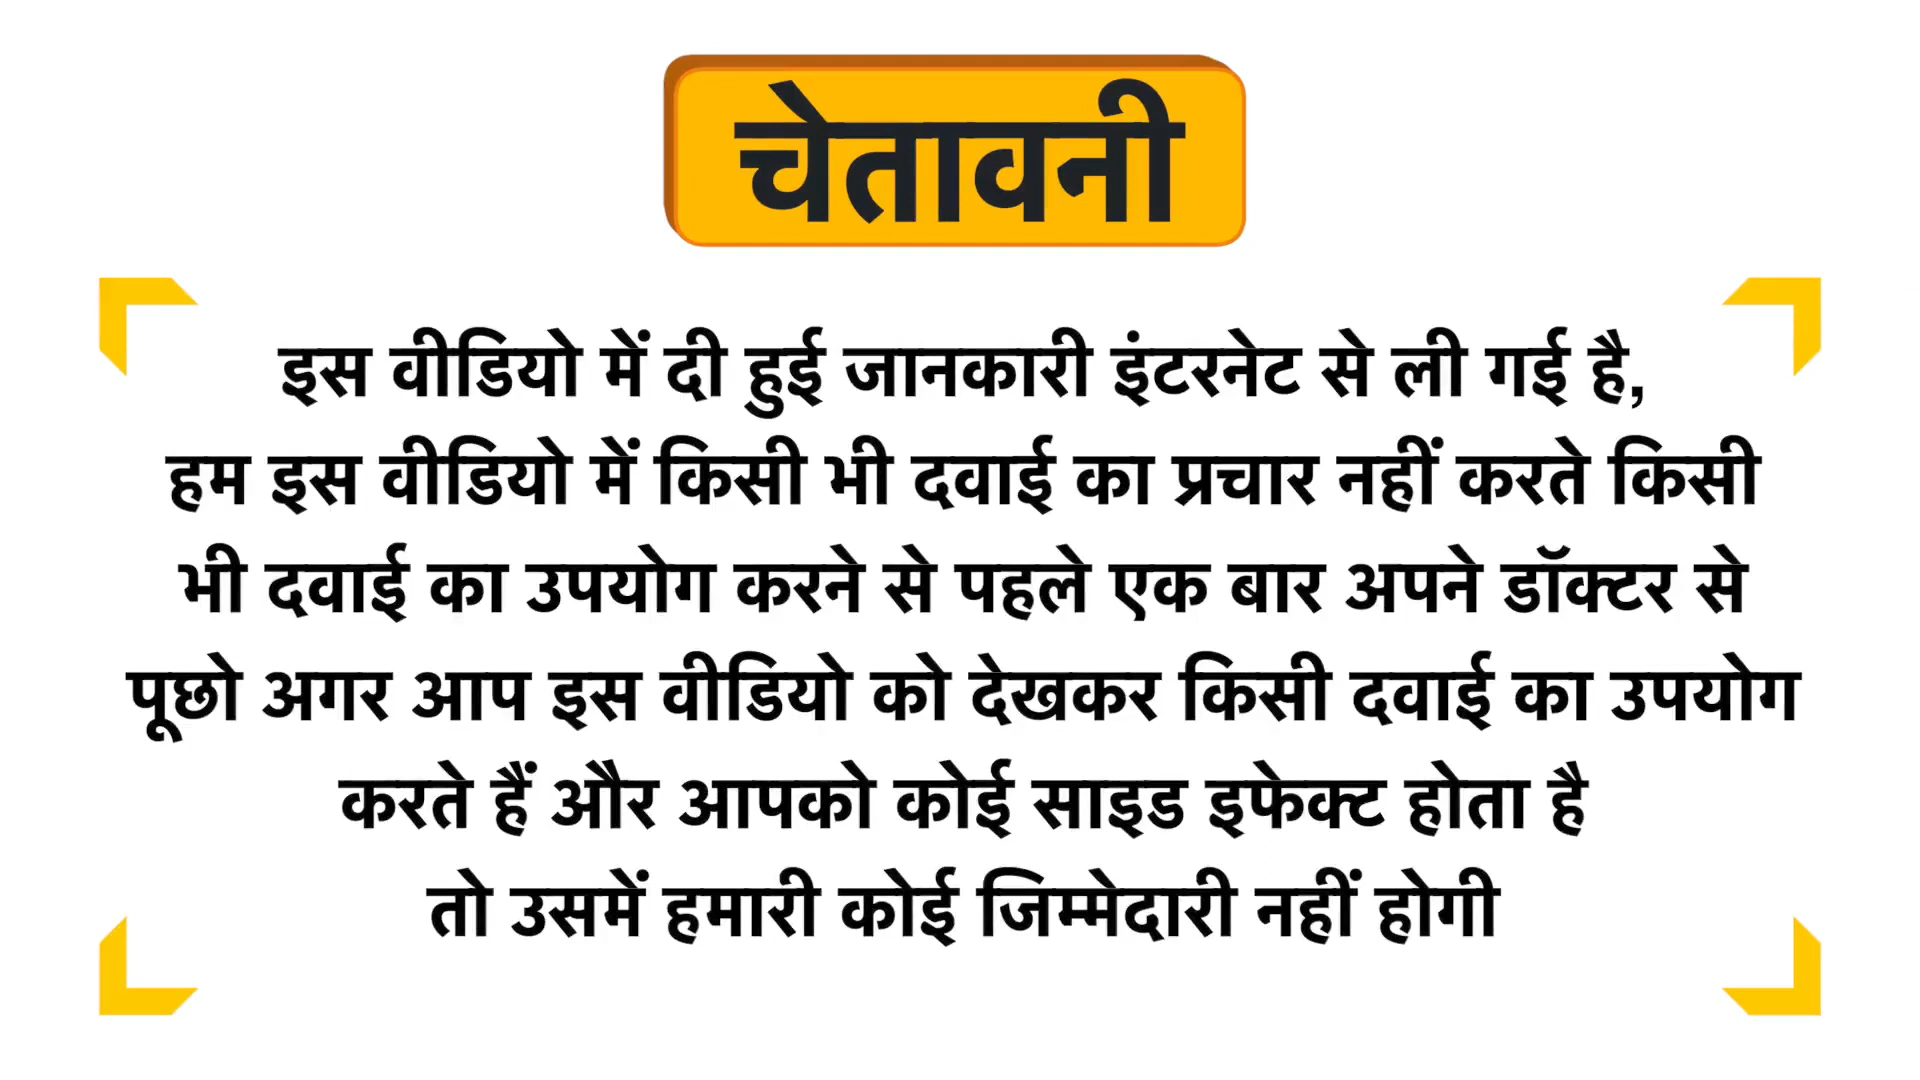 चेतावनी
इस वीडियो में दी हुई जानकारी इंटरनेट से ली गई है,
हम इस वीडियो में किसी भी दवाई का प्रचार नहीं करते किसी
भी दवाई का उपयोग करने से पहले एक बार अपने डॉक्टर से
पूछो अगर आप इस वीडियो को देखकर किसी दवाई का उपयोग
करते हैं और आपको कोई साइड इफेक्ट होता है
तो उसमें हमारी कोई जिम्मेदारी नहीं होगी